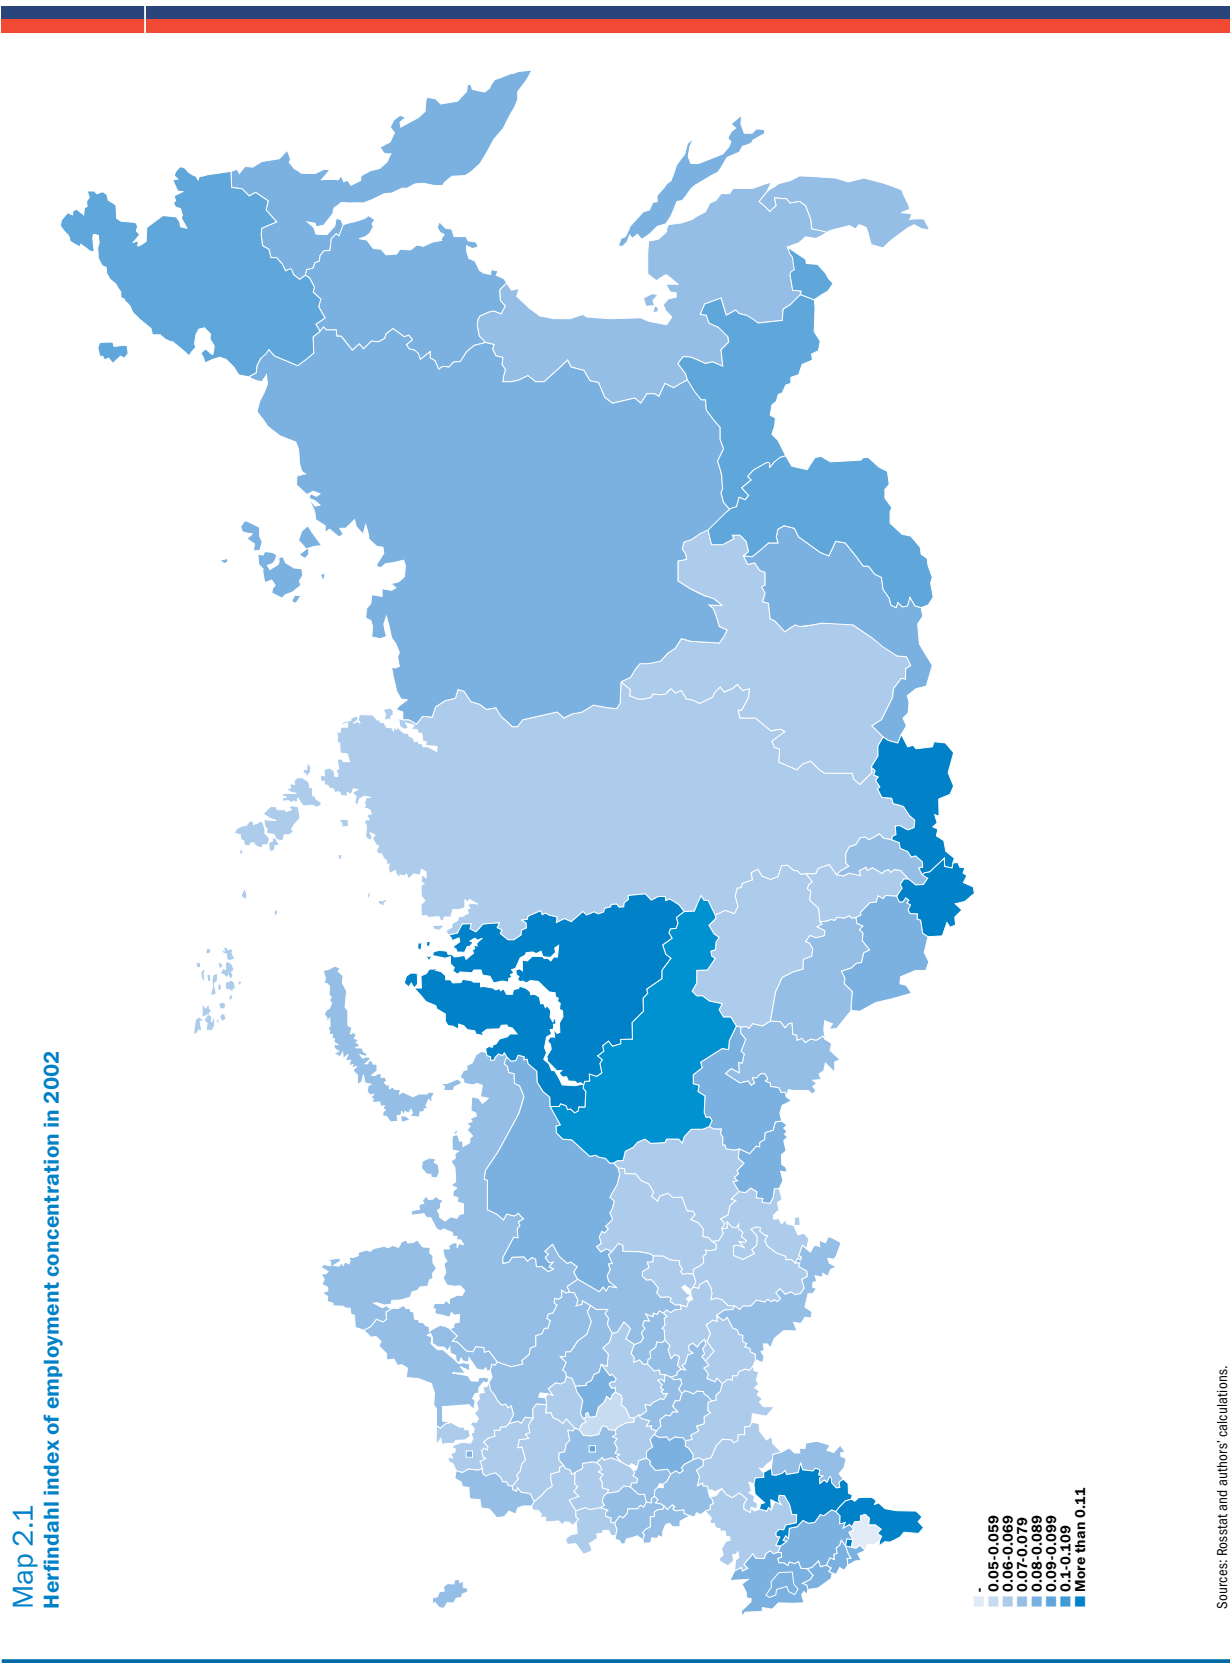 Map 2.1
Herfindahl index of employment concentration in 2002
-
0.05-0.059
0.06-0.069
0.07-0.079
0.08-0.089
0.09-0.099
0.1-0.109
More than 0.11
Sources: Rosstat and authors' calculations.